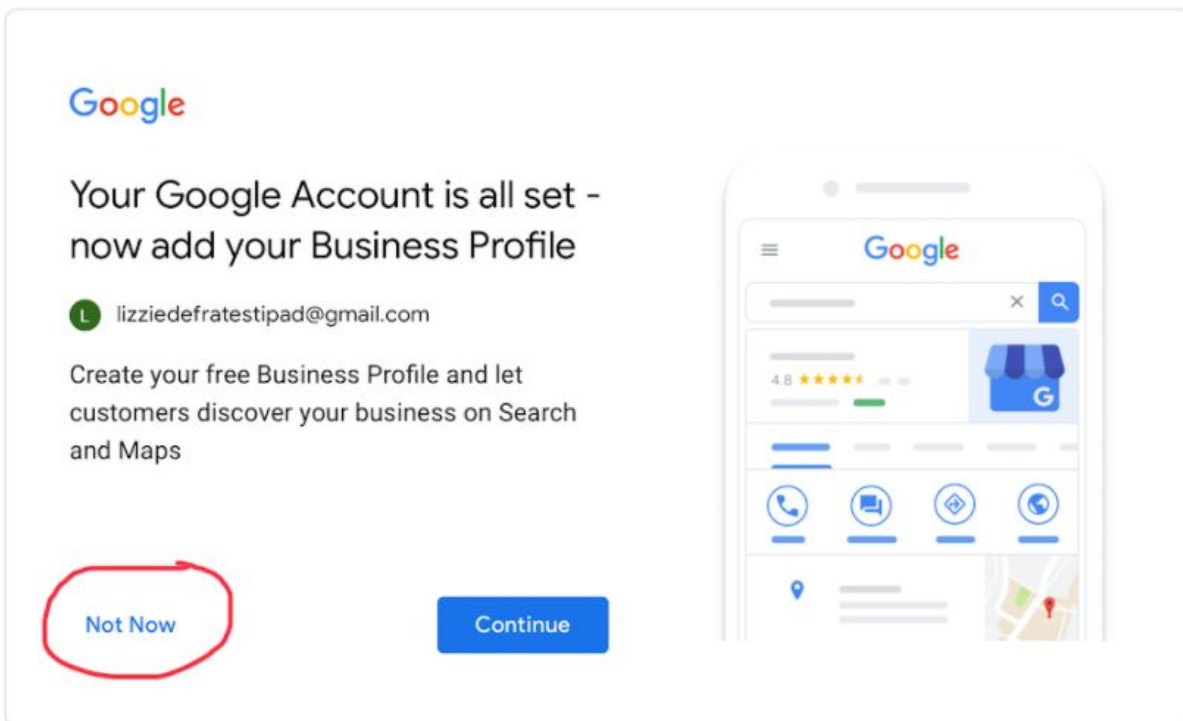 Google
Your Google Account is all set -
now add your Business Profile
L lizziedefratestipad@gmail.com
Create your free Business Profile and let
customers discover your business on Search
and Maps
Not Now
Continue
Google
4.8
G